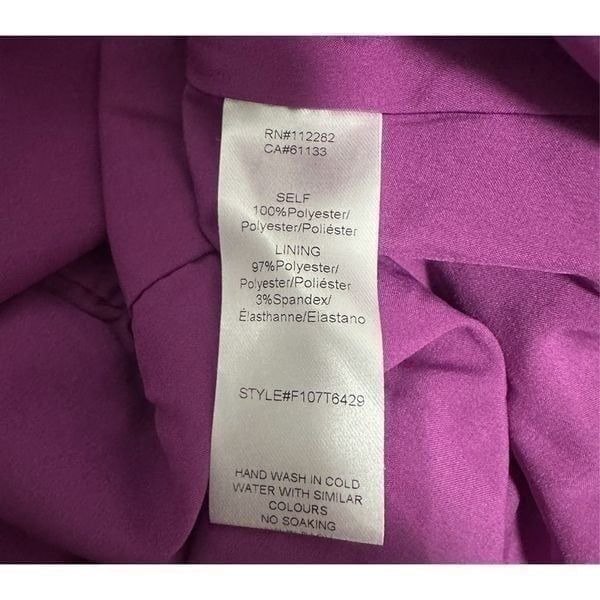 RN#112282
CA#61133
SELF
100%Polyester/
Polyester/Poliéster
LINING
97%Polyester/
Polyester/Poliéster
3%Spandex/
Élasthanne/Elastano
STYLE#F107T6429
HAND WASH IN COLD
WATER WITH SIMILAR
COLOURS
NO SOAKING